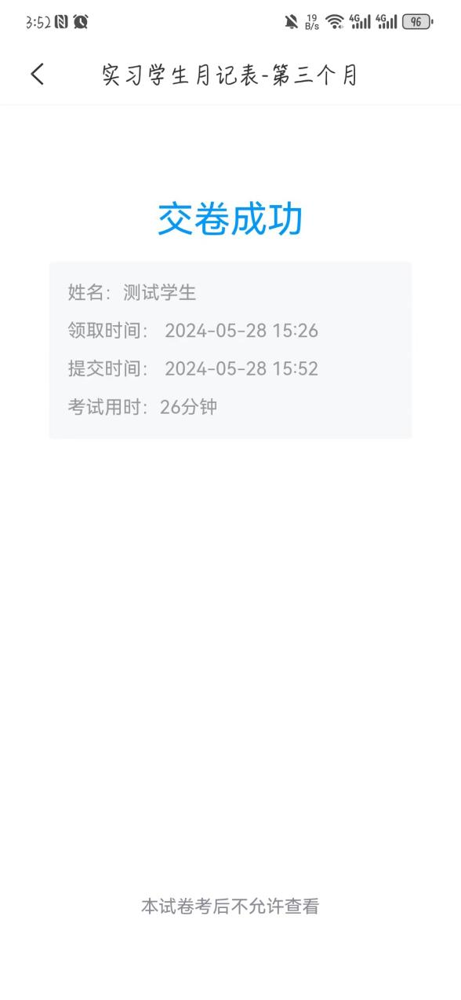 3:52
19 B/s 4G 4G 96
实习学生月记表-第三个月
交卷成功
姓名：测试学生
领取时间： 2024-05-28 15:26
提交时间： 2024-05-28 15:52
考试用时：26分钟
本试卷考后不允许查看